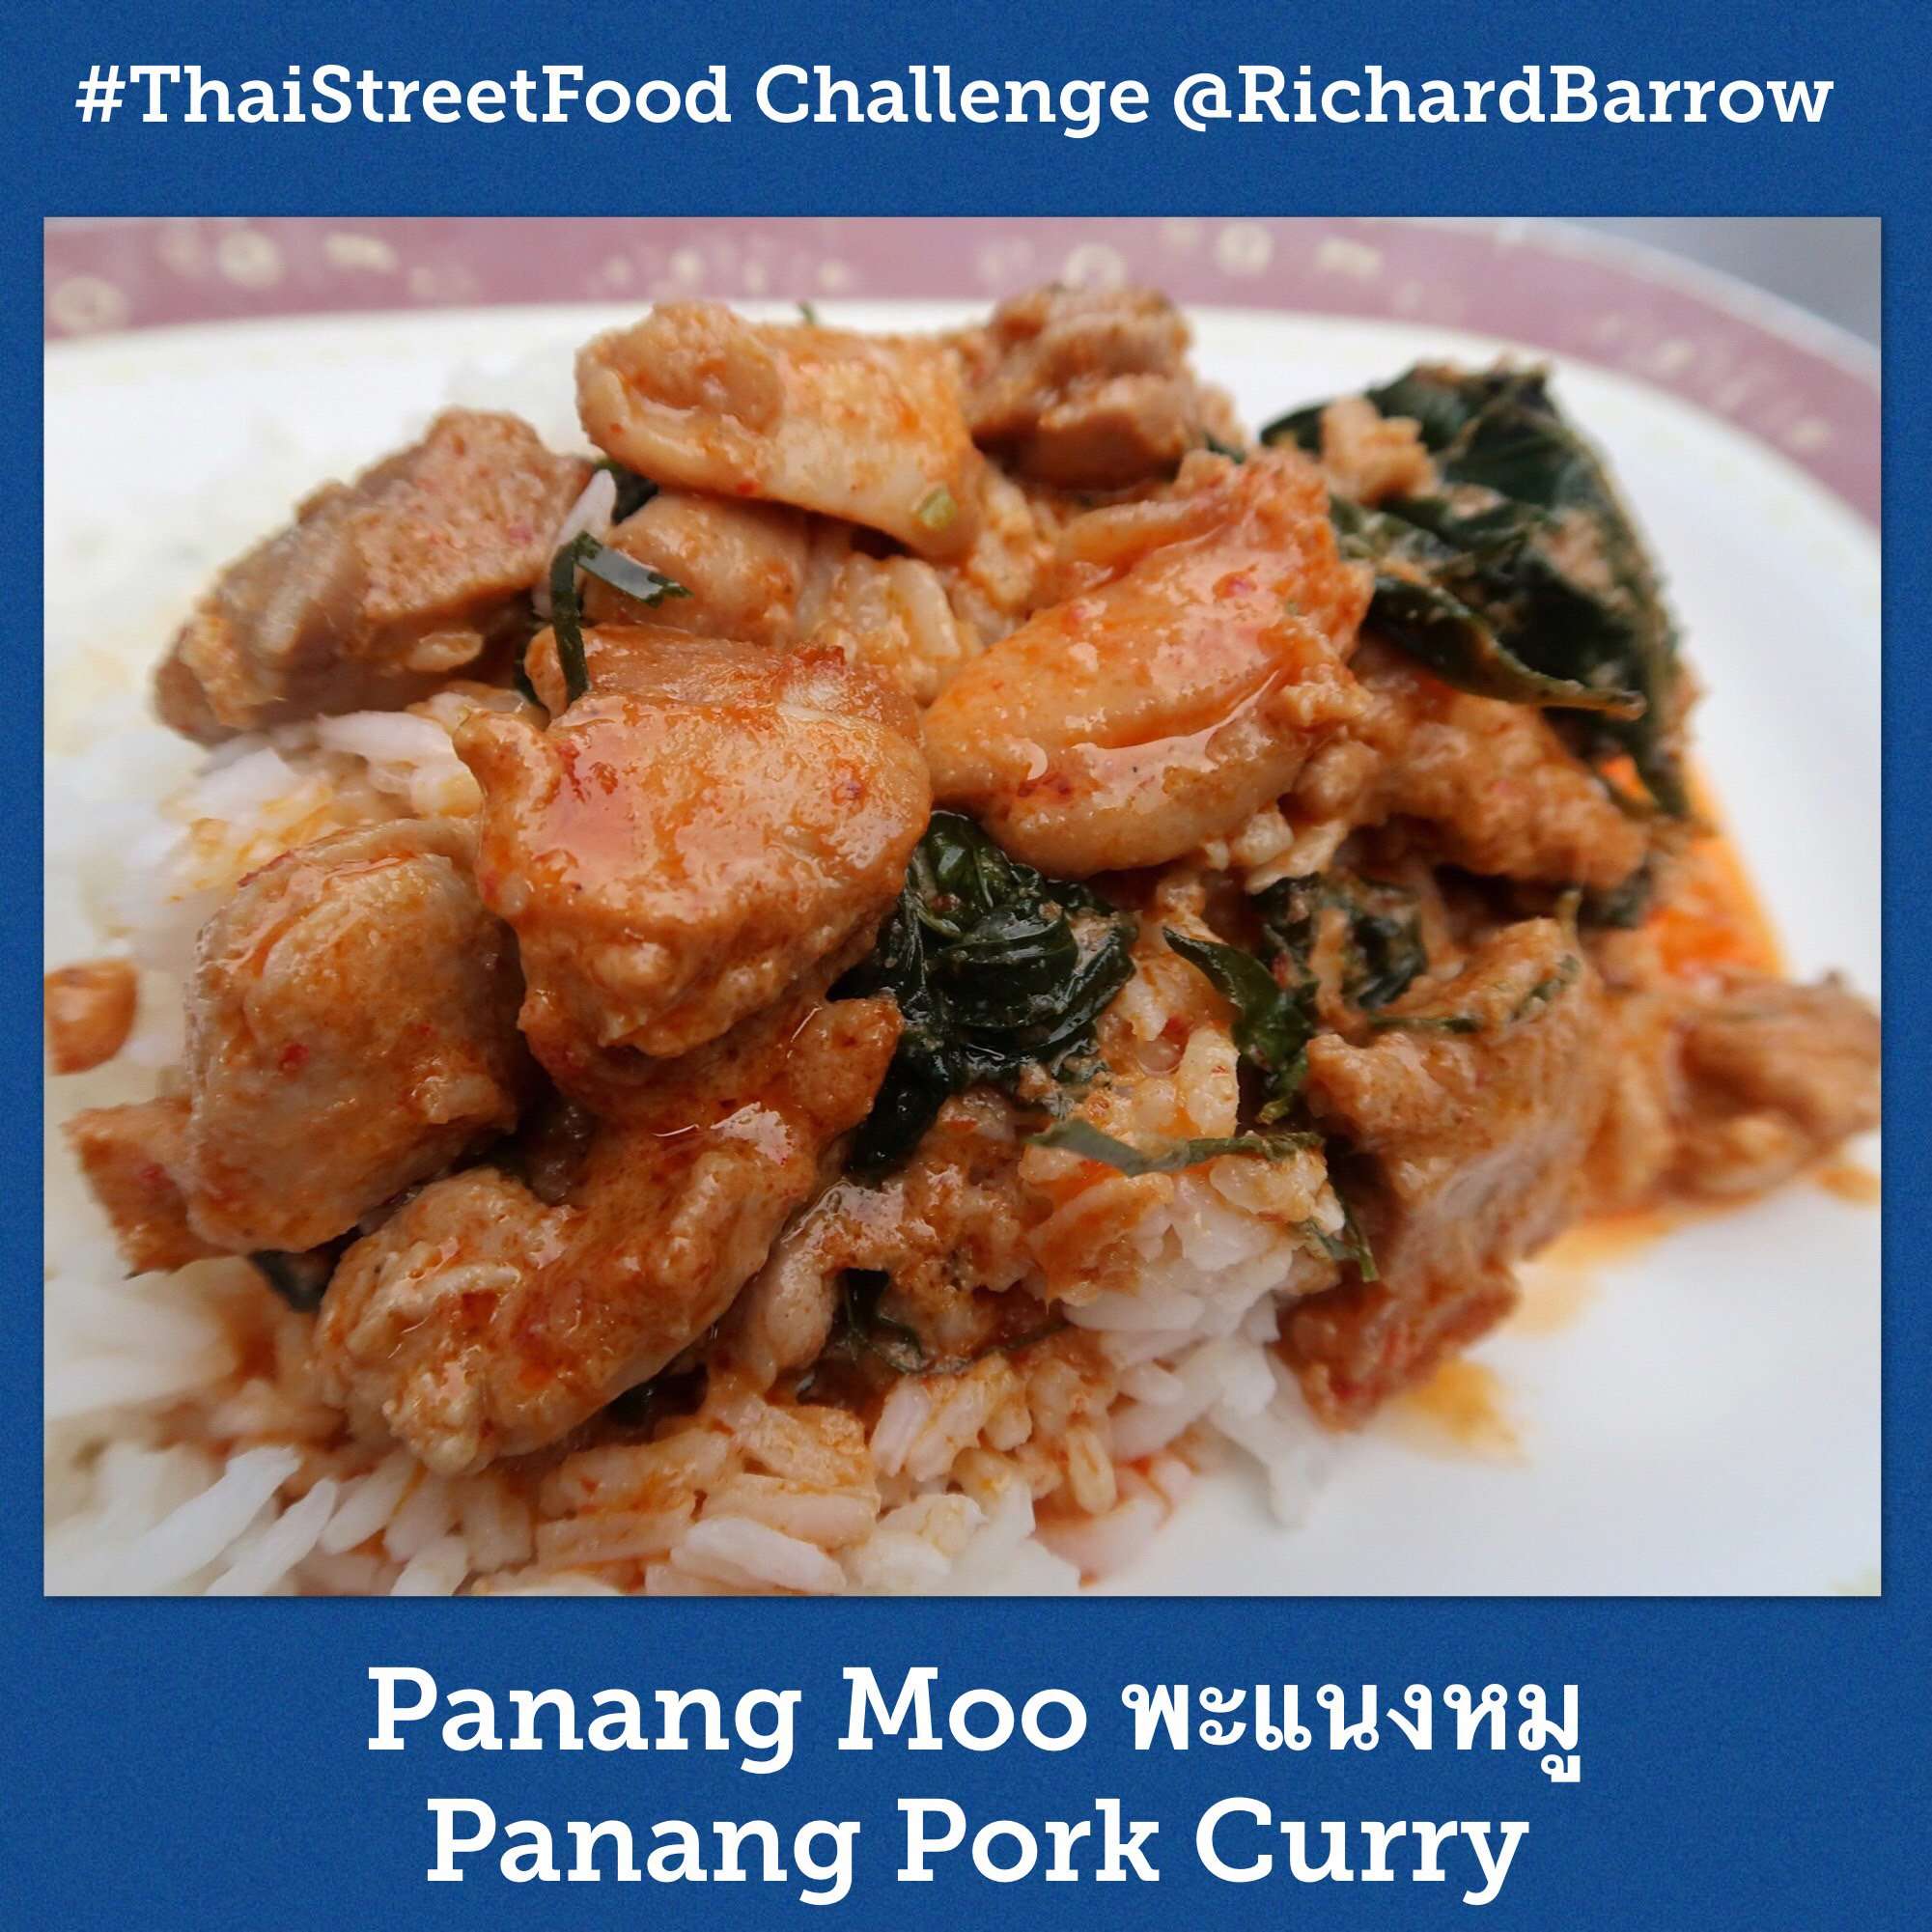 #ThaiStreetFood Challenge @RichardBarrow
Panang Moo พะแนงหมู
Panang Pork Curry